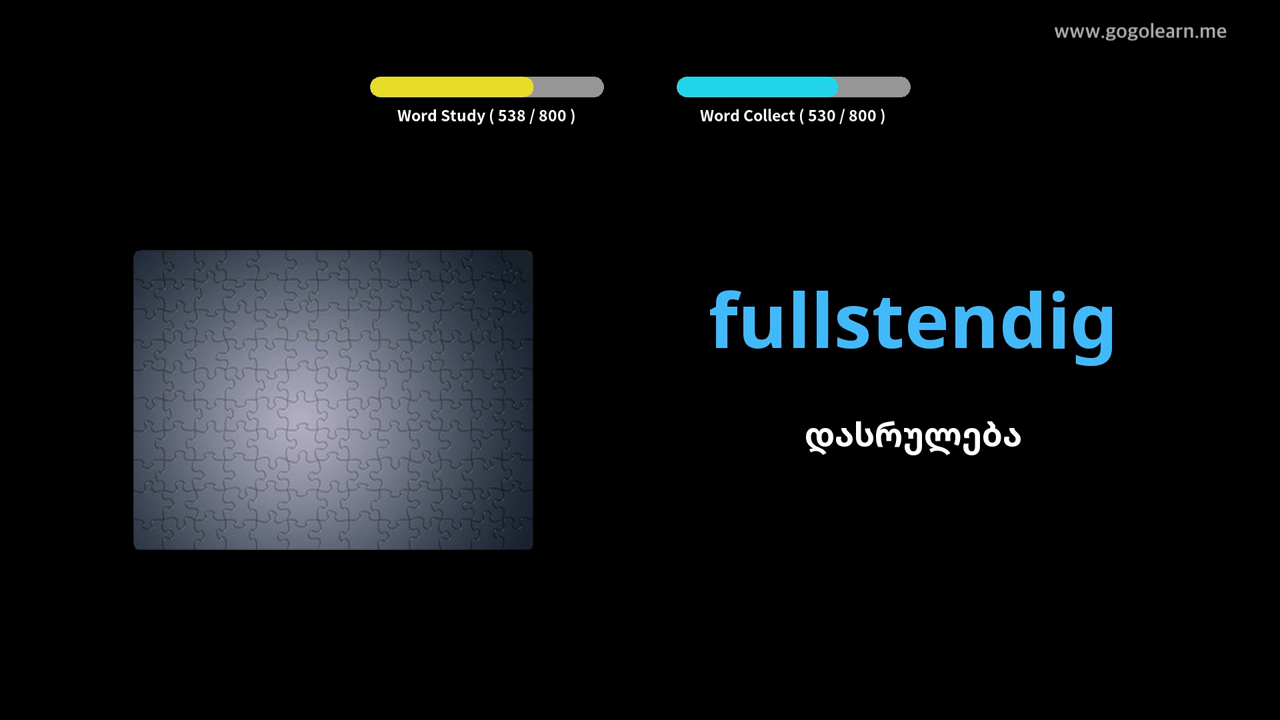 www.gogolearn.me
Word Study ( 538 / 800 )
Word Collect ( 530 / 800 )
fullstendig
დასრულება